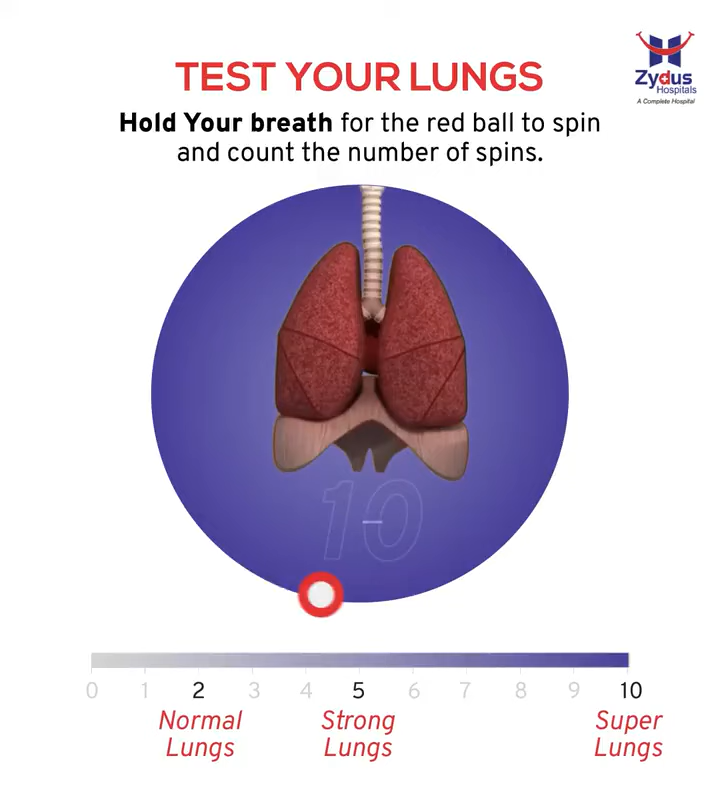 TEST YOUR LUNGS
Zydus
Hospitals
A Complete Hospital
Hold Your breath for the red ball to spin
and count the number of spins.
10
0 1 2 3 4 5 6 7 8 9 10
Normal Lungs
Strong Lungs
Super Lungs